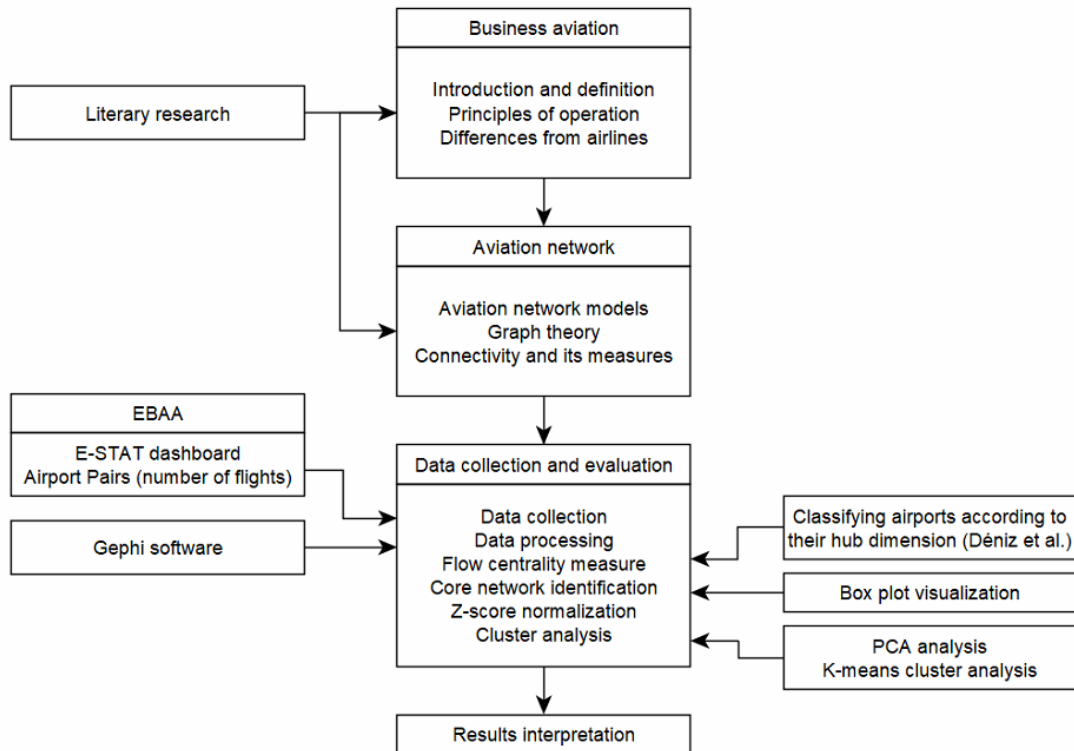 Business aviation
Introduction and definition
Principles of operation
Differences from airlines
Literary research
Aviation network
Aviation network models
Graph theory
Connectivity and its measures
EBAA
E-STAT dashboard
Airport Pairs (number of flights)
Gephi software
Data collection and evaluation
Data collection
Data processing
Flow centrality measure
Core network identification
Z-score normalization
Cluster analysis
Classifying airports according to
their hub dimension (Déniz et al.)
Box plot visualization
PCA analysis
K-means cluster analysis
Results interpretation